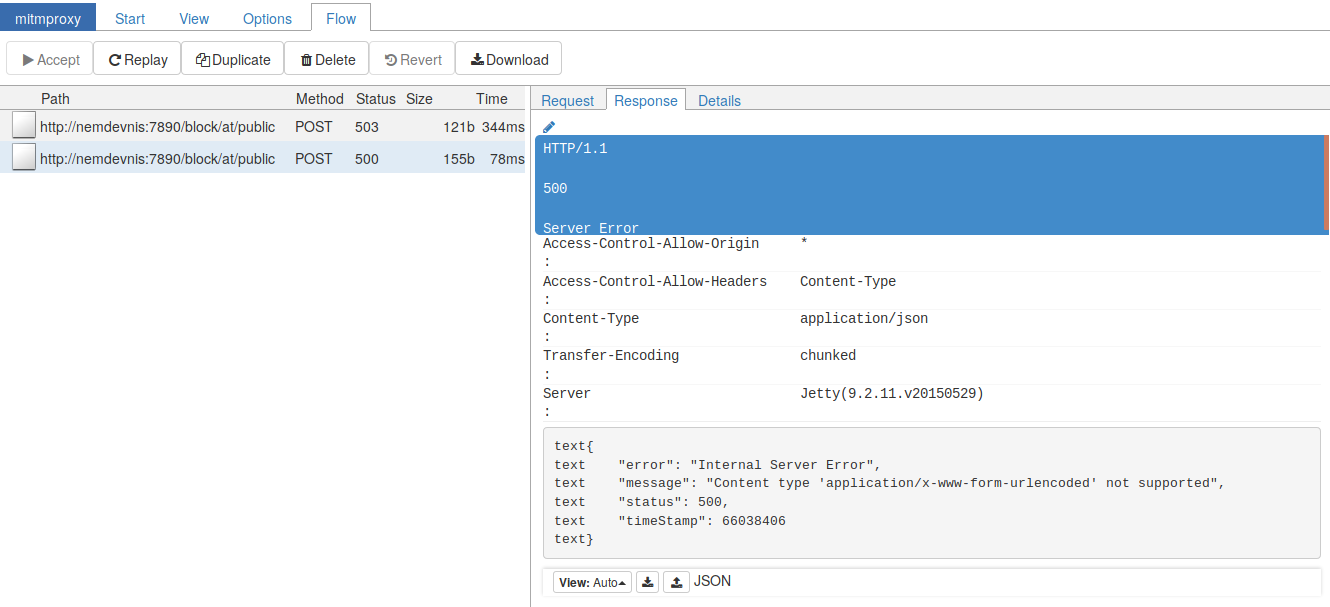 mitmproxy Start View Options Flow
Accept Replay Duplicate Delete Revert Download
Path Method Status Size Time
http://nemdevnis:7890/block/at/public POST 503 121b 344ms
http://nemdevnis:7890/block/at/public POST 500 155b 78ms
Request Response Details
HTTP/1.1
500
Server Error
Access-Control-Allow-Origin *
:
Access-Control-Allow-Headers Content-Type
:
Content-Type application/json
:
Transfer-Encoding chunked
:
Server Jetty(9.2.11.v20150529)
:
text{
text    "error": "Internal Server Error",
text    "message": "Content type 'application/x-www-form-urlencoded' not supported",
text    "status": 500,
text    "timeStamp": 66038406
text}
View: Auto JSON